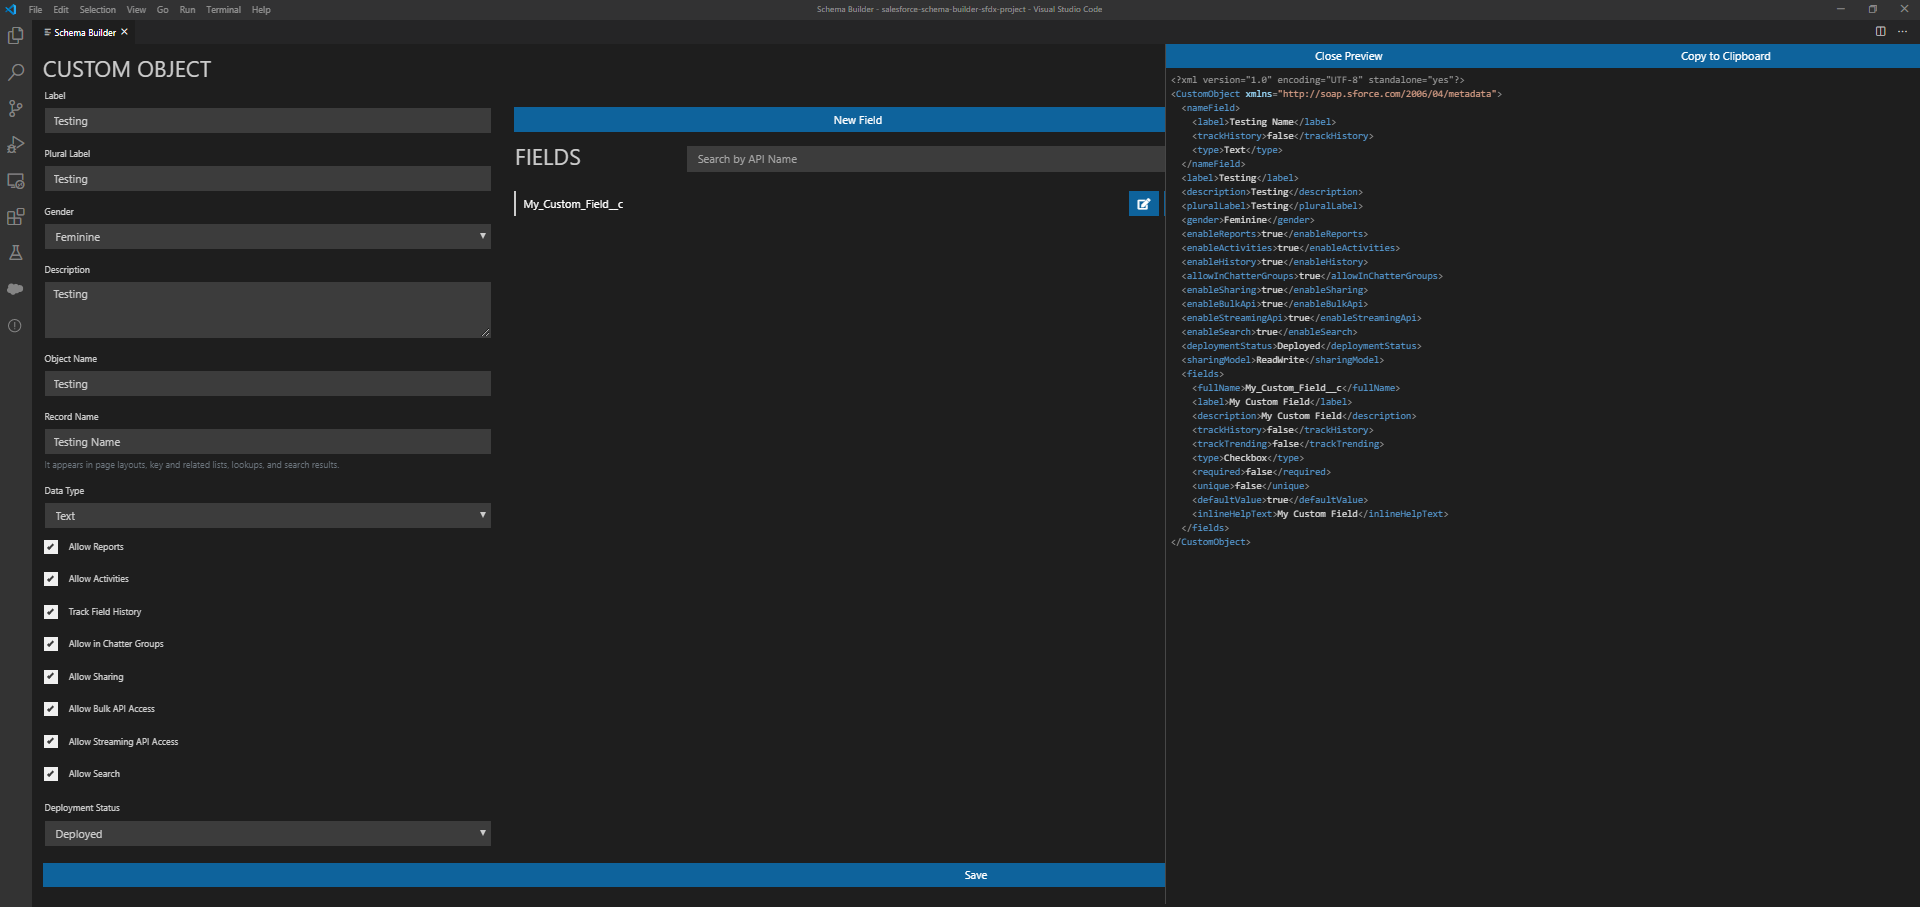 File Edit Selection View Go Run Terminal Help
Schema Builder - salesforce-schema-builder-sfdx-project - Visual Studio Code
Schema Builder
CUSTOM OBJECT
Label
Testing
Plural Label
Testing
Gender
Feminine
Description
Testing
Object Name
Testing
Record Name
Testing Name
It appears in page layouts, key and related lists, lookups, and search results.
Data Type
Text
Allow Reports
Allow Activities
Track Field History
Allow in Chatter Groups
Allow Sharing
Allow Bulk API Access
Allow Streaming API Access
Allow Search
Deployment Status
Deployed
Save
New Field
FIELDS
Search by API Name
My_Custom_Field__c
Close Preview
Copy to Clipboard
<?xml version="1.0" encoding="UTF-8" standalone="yes"?>
<CustomObject xmlns="http://soap.sforce.com/2006/04/metadata">
<nameField>
<label>Testing Name</label>
<trackHistory>false</trackHistory>
<type>Text</type>
</nameField>
<label>Testing</label>
<description>Testing</description>
<pluralLabel>Testing</pluralLabel>
<gender>Feminine</gender>
<enableReports>true</enableReports>
<enableActivities>true</enableActivities>
<enableHistory>true</enableHistory>
<allowInChatterGroups>true</allowInChatterGroups>
<enableSharing>true</enableSharing>
<enableBulkApi>true</enableBulkApi>
<enableStreamingApi>true</enableStreamingApi>
<enableSearch>true</enableSearch>
<deploymentStatus>Deployed</deploymentStatus>
<sharingModel>ReadWrite</sharingModel>
<fields>
<fullName>My_Custom_Field__c</fullName>
<label>My Custom Field</label>
<description>My Custom Field</description>
<trackHistory>false</trackHistory>
<trackTrending>false</trackTrending>
<type>Checkbox</type>
<required>false</required>
<unique>false</unique>
<defaultValue>true</defaultValue>
<inlineHelpText>My Custom Field</inlineHelpText>
</fields>
</CustomObject>